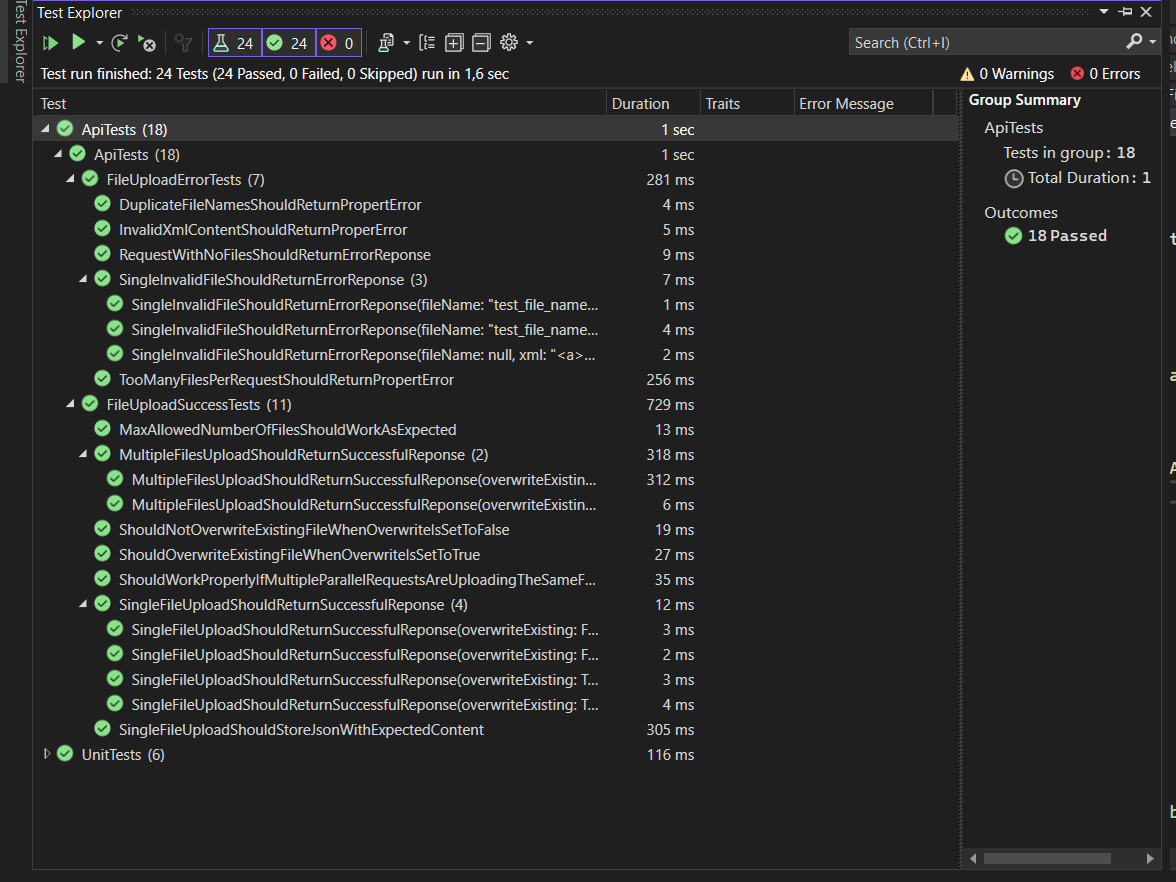 Test Explorer
Test Explorer
24 24 0
Search (Ctrl+I)
Test run finished: 24 Tests (24 Passed, 0 Failed, 0 Skipped) run in 1,6 sec
0 Warnings 0 Errors
Test Duration Traits Error Message
ApiTests (18) 1 sec
ApiTests (18) 1 sec
FileUploadErrorTests (7) 281 ms
DuplicateFileNamesShouldReturnPropertError 4 ms
InvalidXmlContentShouldReturnProperError 5 ms
RequestWithNoFilesShouldReturnErrorReponse 9 ms
SingleInvalidFileShouldReturnErrorReponse (3) 7 ms
SingleInvalidFileShouldReturnErrorReponse(fileName: "test_file_name... 1 ms
SingleInvalidFileShouldReturnErrorReponse(fileName: "test_file_name... 4 ms
SingleInvalidFileShouldReturnErrorReponse(fileName: null, xml: "<a>... 2 ms
TooManyFilesPerRequestShouldReturnPropertError 256 ms
FileUploadSuccessTests (11) 729 ms
MaxAllowedNumberOfFilesShouldWorkAsExpected 13 ms
MultipleFilesUploadShouldReturnSuccessfulReponse (2) 318 ms
MultipleFilesUploadShouldReturnSuccessfulReponse(overwriteExistin... 312 ms
MultipleFilesUploadShouldReturnSuccessfulReponse(overwriteExistin... 6 ms
ShouldNotOverwriteExistingFileWhenOverwriteIsSetToFalse 19 ms
ShouldOverwriteExistingFileWhenOverwriteIsSetToTrue 27 ms
ShouldWorkProperlyIfMultipleParallelRequestsAreUploadingTheSameF... 35 ms
SingleFileUploadShouldReturnSuccessfulReponse (4) 12 ms
SingleFileUploadShouldReturnSuccessfulReponse(overwriteExisting: F... 3 ms
SingleFileUploadShouldReturnSuccessfulReponse(overwriteExisting: F... 2 ms
SingleFileUploadShouldReturnSuccessfulReponse(overwriteExisting: T... 3 ms
SingleFileUploadShouldReturnSuccessfulReponse(overwriteExisting: T... 4 ms
SingleFileUploadShouldStoreJsonWithExpectedContent 305 ms
UnitTests (6) 116 ms
Group Summary
ApiTests
Tests in group: 18
Total Duration: 1
Outcomes
18 Passed